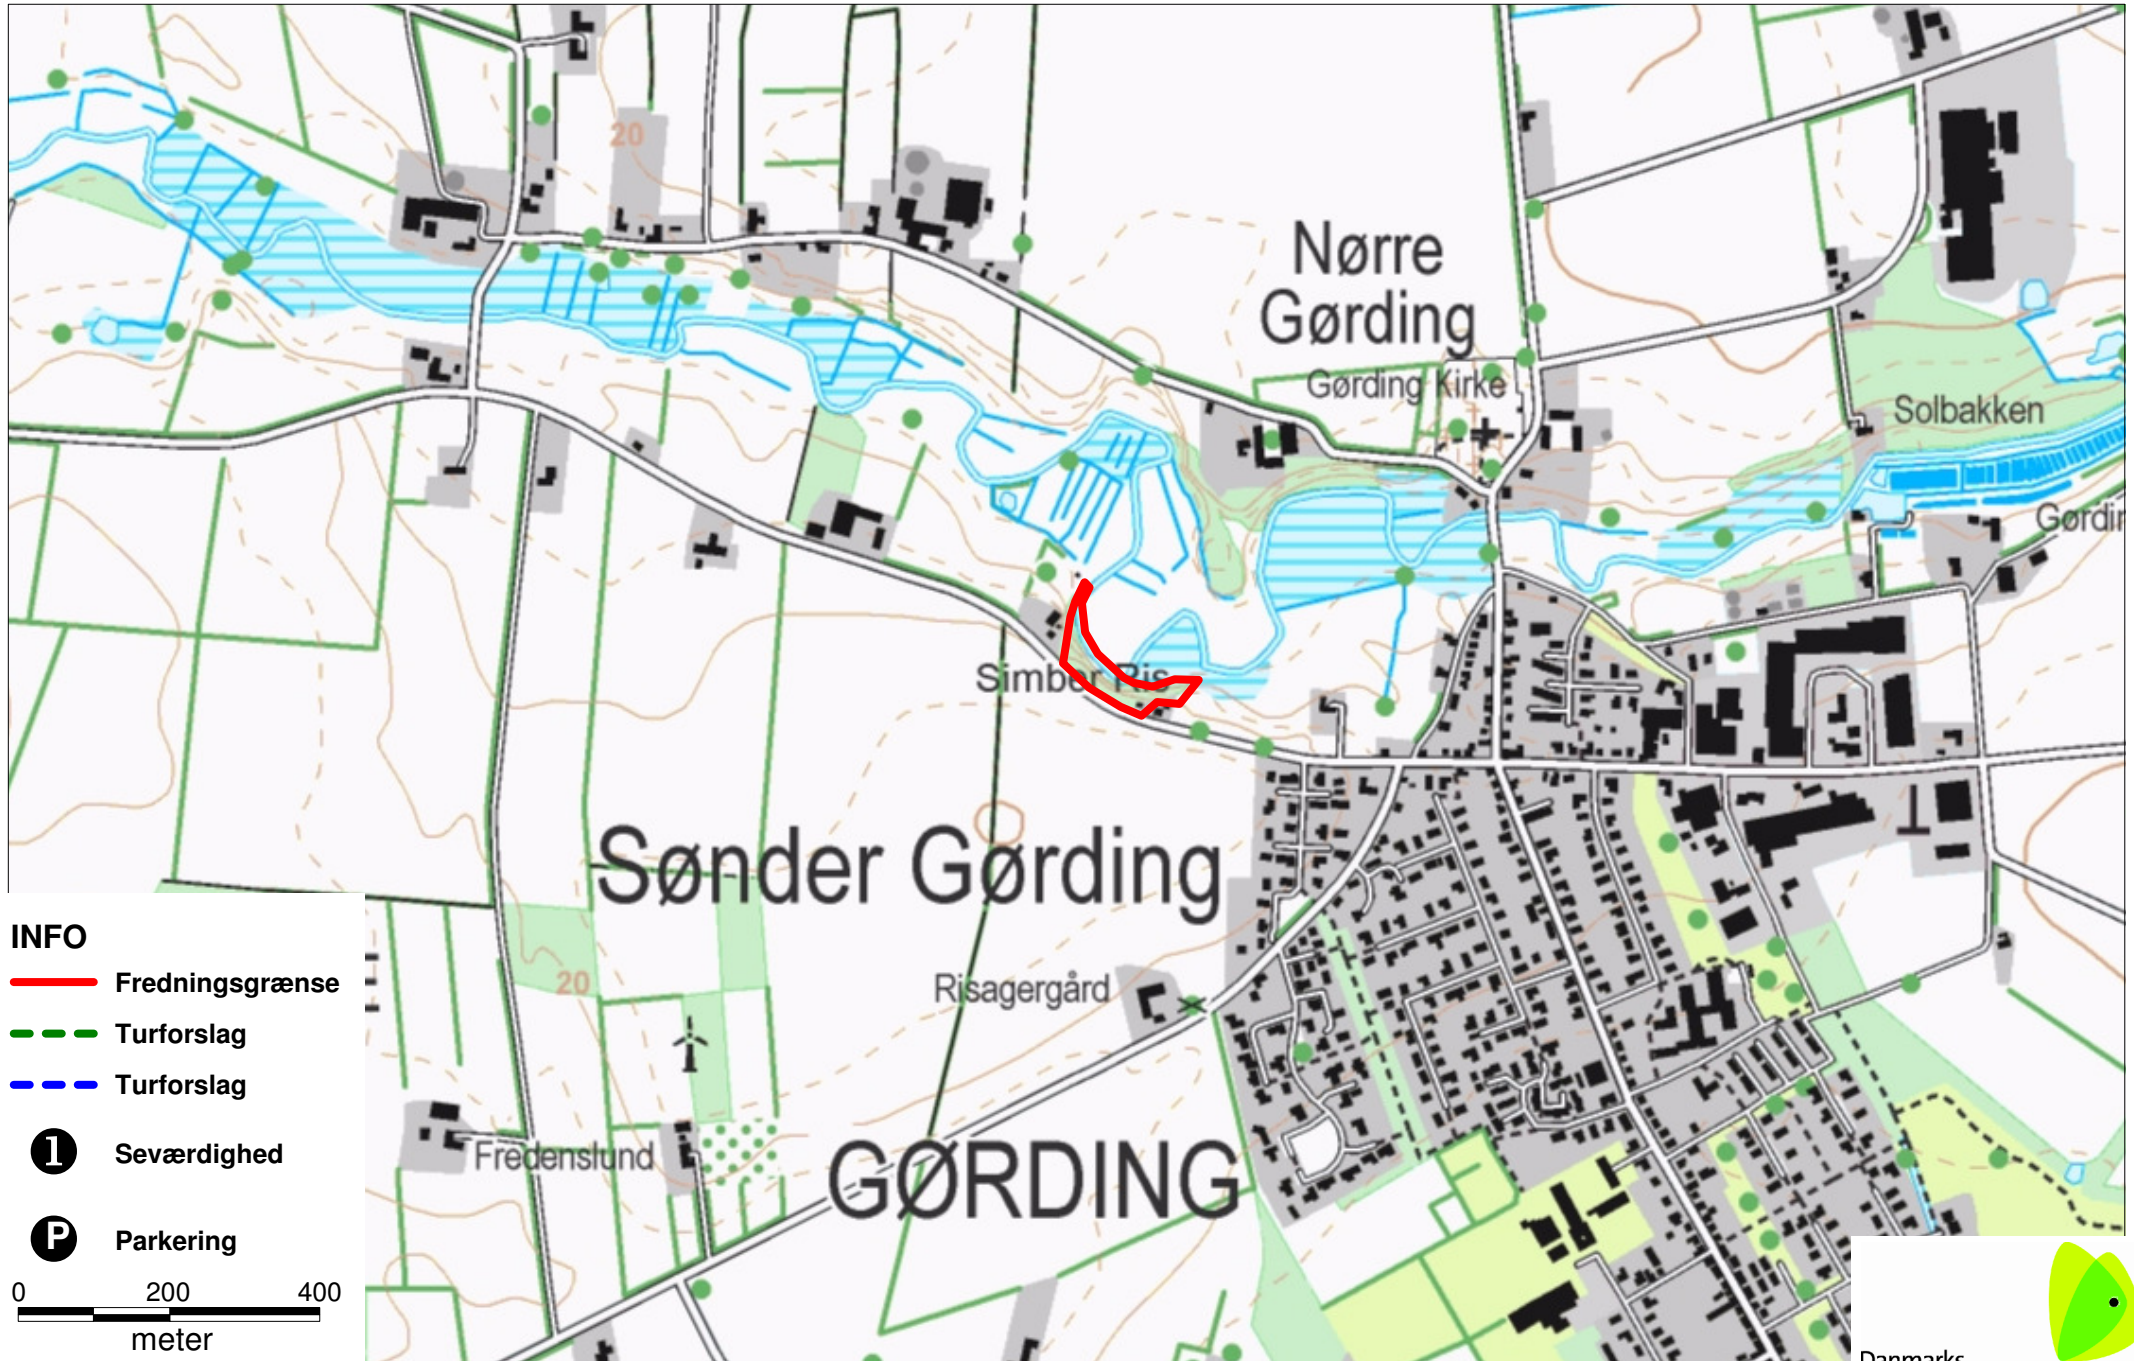 20
Nørre
Gørding
Gørding Kirke
Solbakken
Simber Ris
Sønder Gørding
Risagergård
20
Fredenslund
GØRDING
INFO
Fredningsgrænse
Turforslag
Turforslag
1 Seværdighed
P Parkering
0 200 400
meter